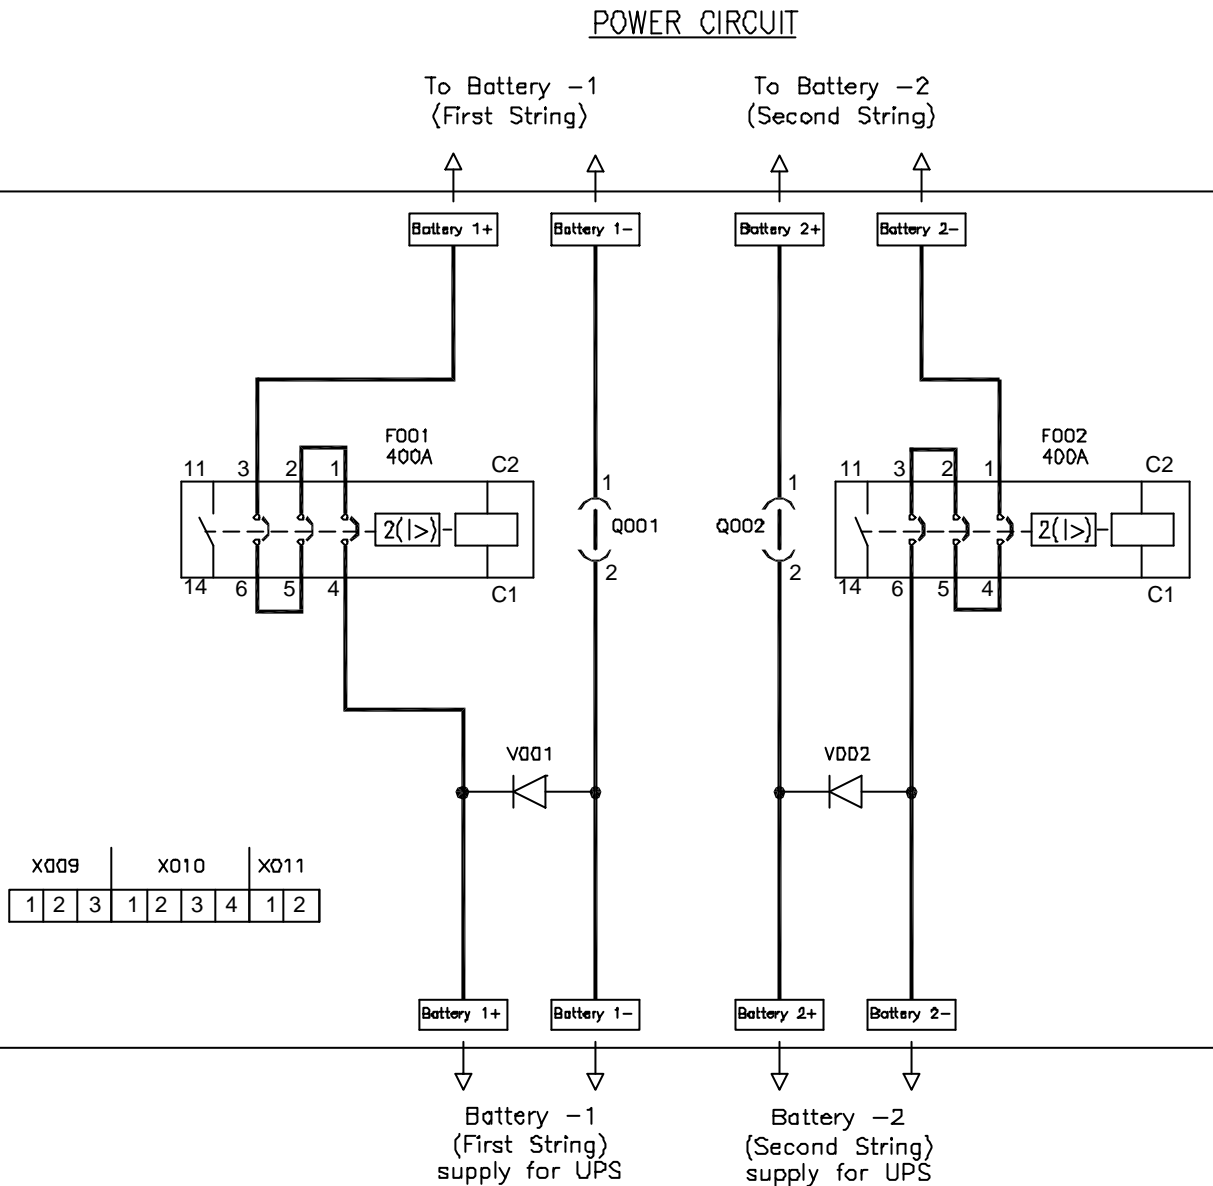 POWER CIRCUIT
To Battery -1
(First String)
To Battery -2
(Second String)
Battery 1+
Battery 1-
Battery 2+
Battery 2-
F001
400A
F002
400A
11 3 2 1 C2
1
1
11 3 2 1 C2
2(I>)
Q001
Q002
2(I>)
14 6 5 4 C1
2
2
14 6 5 4 C1
V001
V002
X009 X010 X011
1 2 3 1 2 3 4 1 2
Battery 1+
Battery 1-
Battery 2+
Battery 2-
Battery -1
(First String)
supply for UPS
Battery -2
(Second String)
supply for UPS